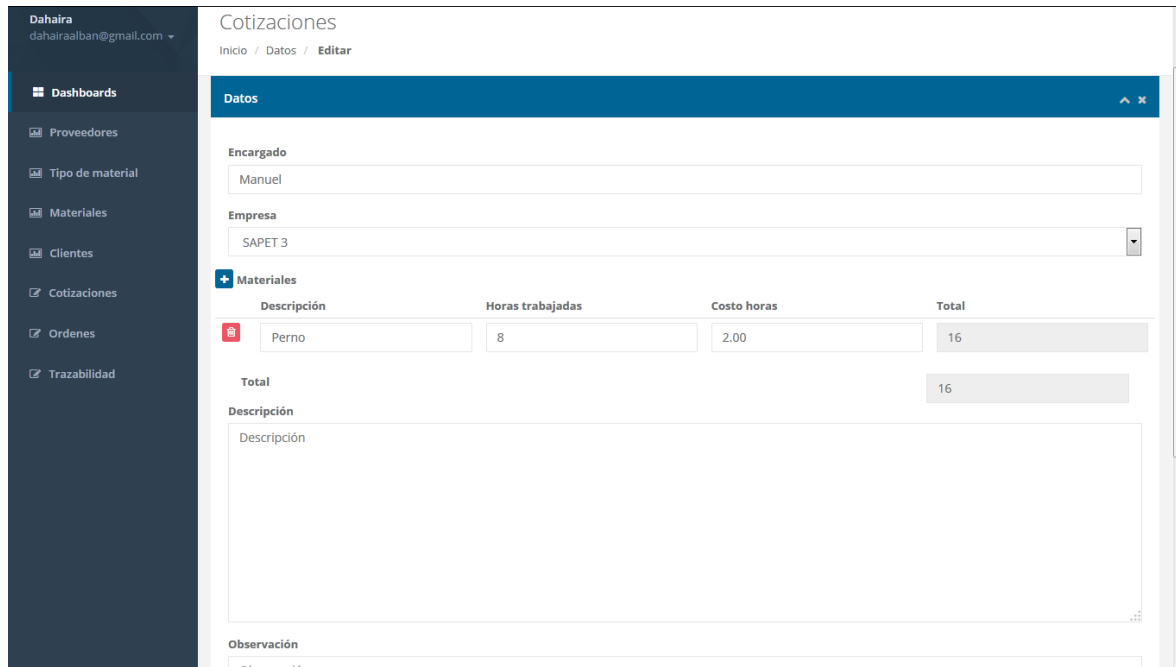 Dahaira
dahairaalban@gmail.com
Dashboards
Proveedores
Tipo de material
Materiales
Clientes
Cotizaciones
Ordenes
Trazabilidad
Cotizaciones
Inicio / Datos / Editar
Datos
Encargado
Manuel
Empresa
SAPET 3
Materiales
Descripción Horas trabajadas Costo horas Total
Perno 8 2.00 16
Total 16
Descripción
Descripción
Observación